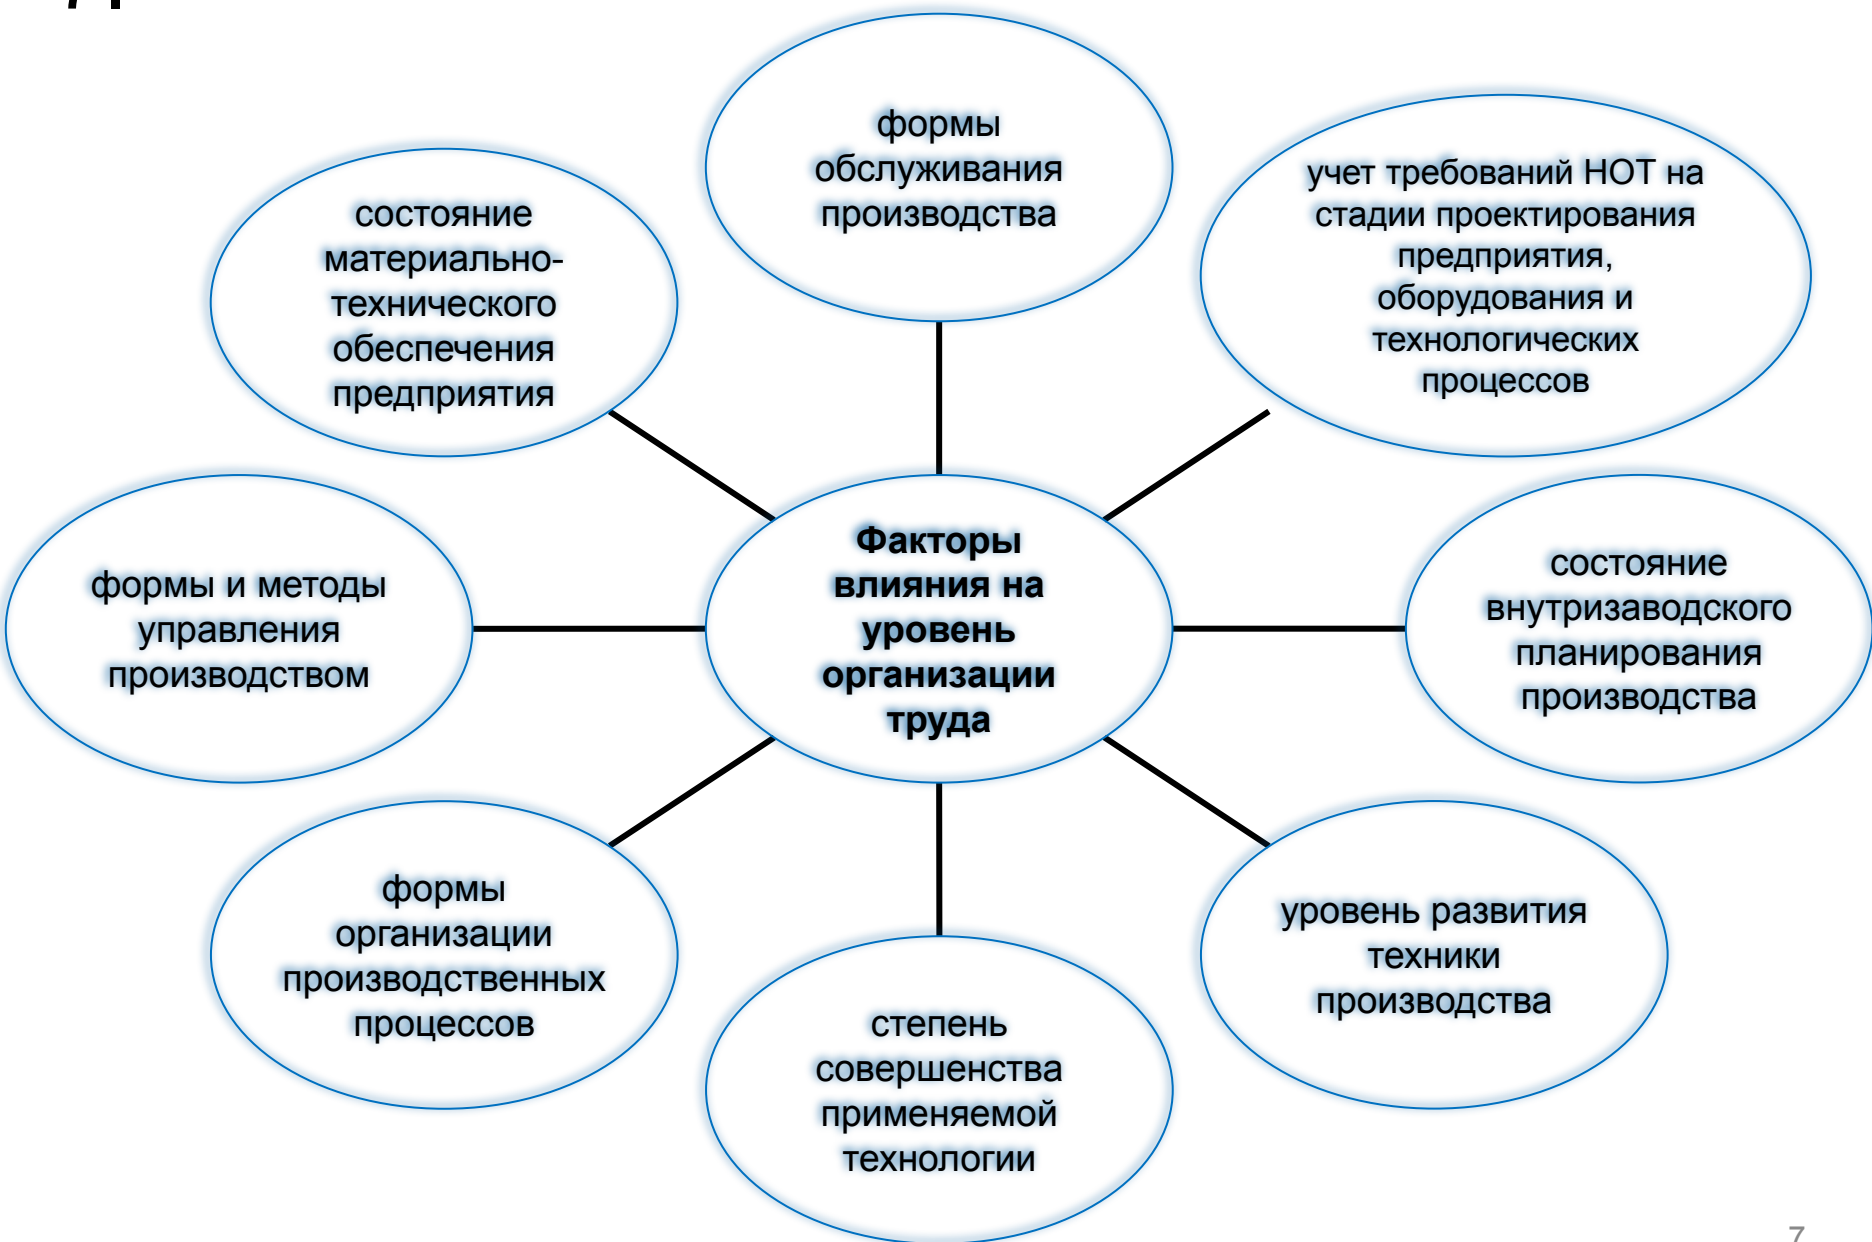 формы
обслуживания
производства
учет требований НОТ на
стадии проектирования
предприятия,
оборудования и
технологических
процессов
состояние
материально-
технического
обеспечения
предприятия
Факторы
влияния на
уровень
организации
труда
состояние
внутризаводского
планирования
производства
формы и методы
управления
производством
формы
организации
производственных
процессов
уровень развития
техники
производства
степень
совершенства
применяемой
технологии
7